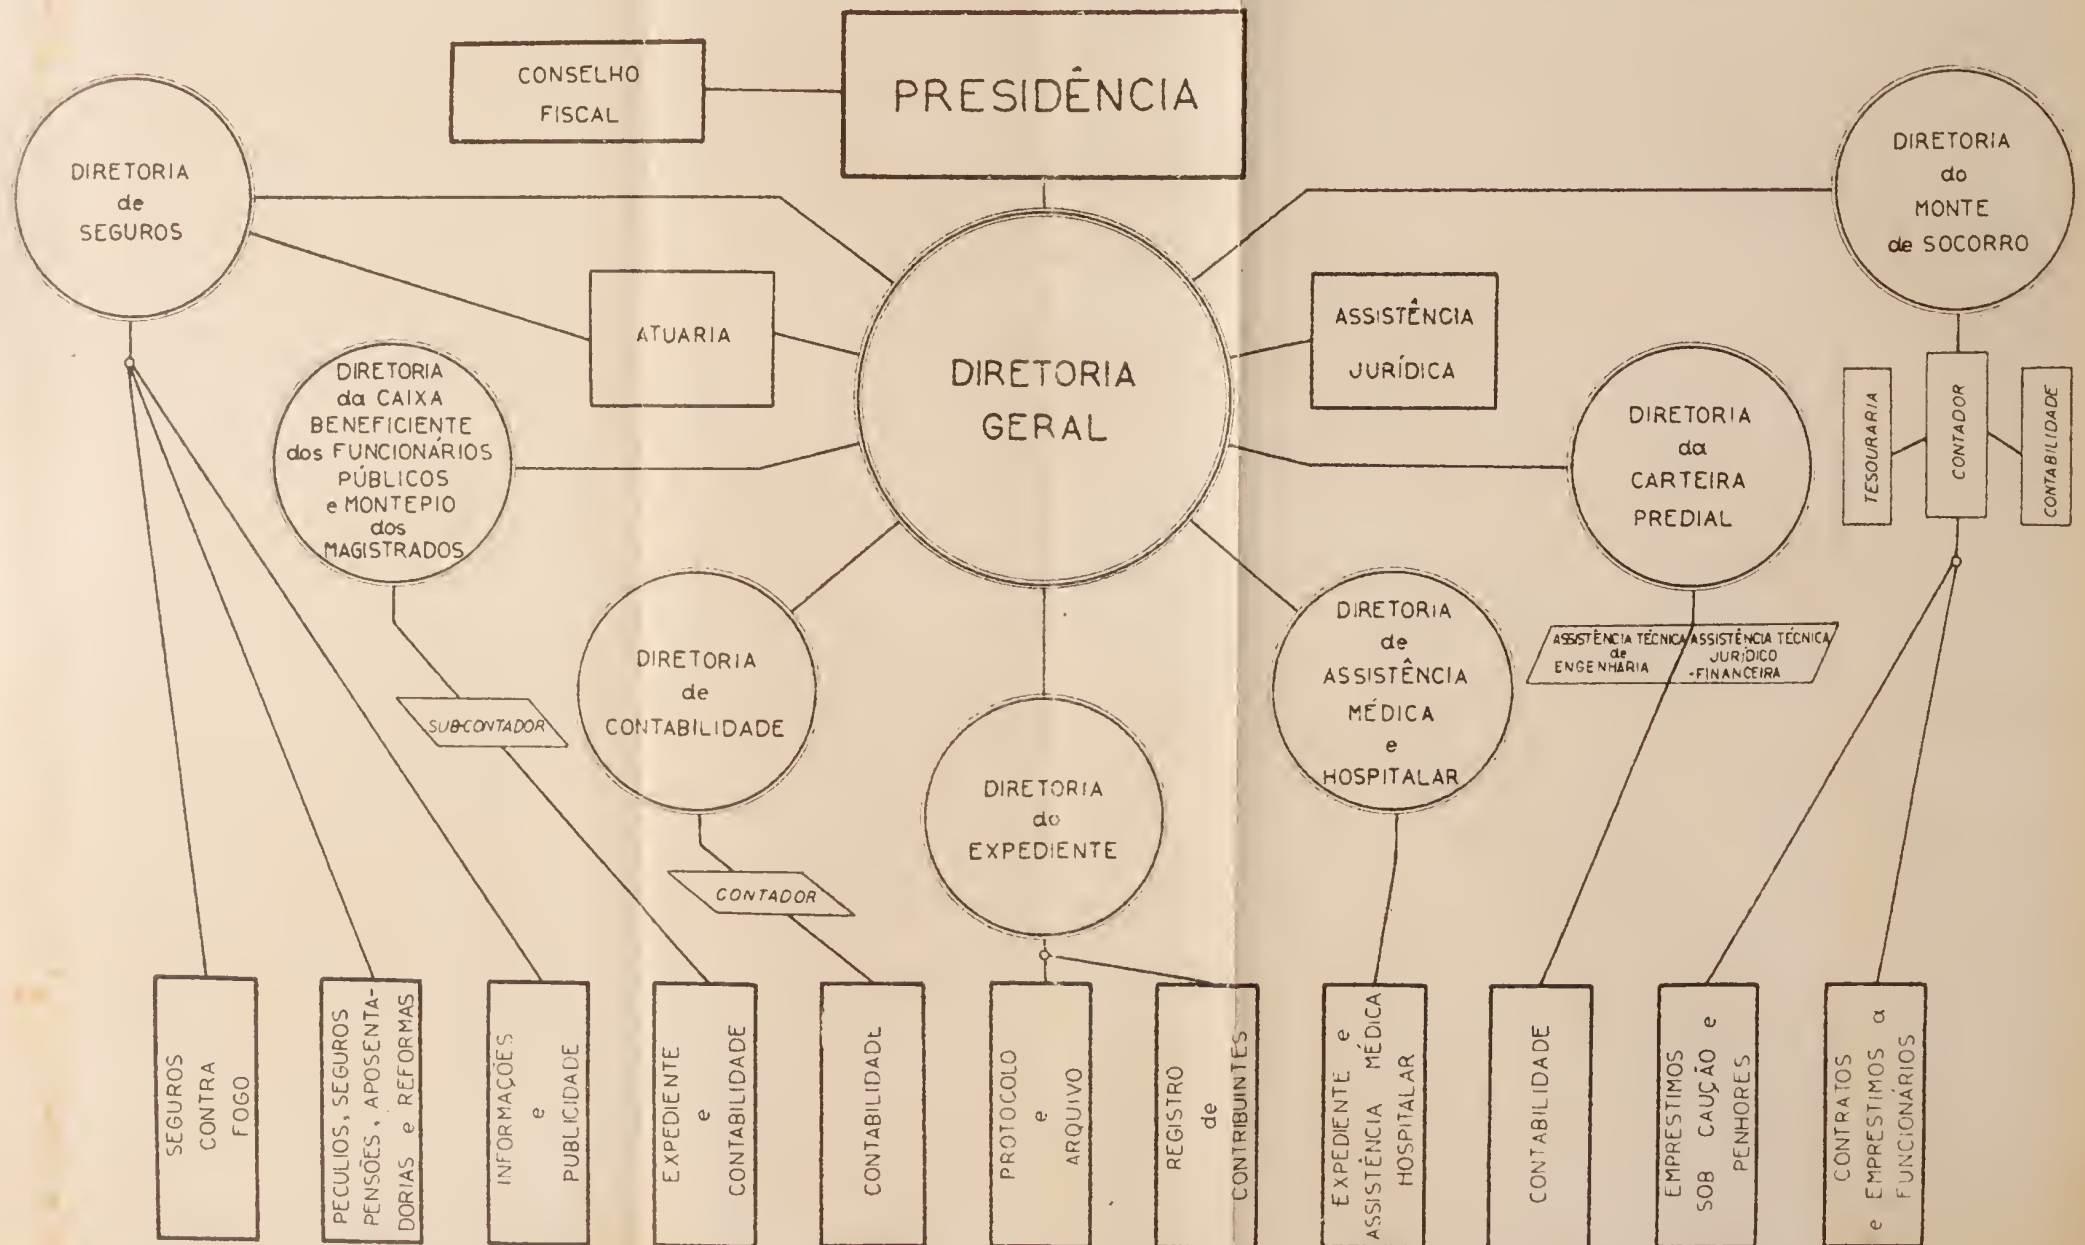 CONSELHO
FISCAL
PRESIDÊNCIA
DIRETORIA
de
SEGUROS
DIRETORIA
do
MONTE
de SOCORRO
ATUARIA
ASSISTÊNCIA
JURÍDICA
DIRETORIA
GERAL
DIRETORIA
da CAIXA
BENEFICIENTE
dos FUNCIONÁRIOS
PÚBLICOS
e MONTEPIO
dos
MAGISTRADOS
DIRETORIA
da
CARTEIRA
PREDIAL
TESOURARIA
CONTADOR
CONTABILIDADE
DIRETORIA
de
CONTABILIDADE
DIRETORIA
de
ASSISTÊNCIA
MÉDICA
e
HOSPITALAR
ASSISTÊNCIA TÉCNICA
de
ENGENHARIA
ASSISTÊNCIA TÉCNICA
JURÍDICO
-FINANCEIRA
SUB-CONTADOR
DIRETORIA
do
EXPEDIENTE
CONTADOR
SEGUROS
CONTRA
FOGO
PECULIOS, SEGUROS
PENSÕES, APOSENTA-
DORIAS e REFORMAS
INFORMAÇÕES
e
PUBLICIDADE
EXPEDIENTE
e
CONTABILIDADE
CONTABILIDADE
PROTOCOLO
e
ARQUIVO
REGISTRO
de
CONTRIBUINTES
EXPEDIENTE e
ASSISTÊNCIA MÉDICA
HOSPITALAR
CONTABILIDADE
EMPRESTIMOS
SOB CAUÇÃO e
PENHORES
CONTRATOS
e EMPRESTIMOS a
FUNCIONÁRIOS